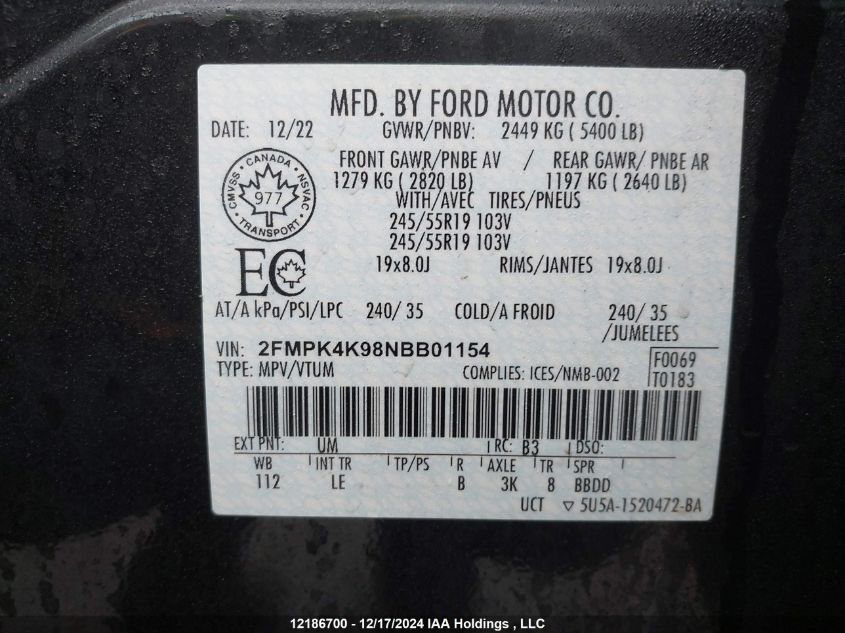 MFD. BY FORD MOTOR CO.
DATE: 12/22 GVWR/PNBV: 2449 KG ( 5400 LB)
FRONT GAWR/PNBE AV / REAR GAWR/ PNBE AR
1279 KG ( 2820 LB) 1197 KG ( 2640 LB)
WITH/AVEC TIRES/PNEUS
245/55R19 103V
245/55R19 103V
19x8.0J RIMS/JANTES 19x8.0J
CANADA
CMVSS NSVAC
977
TRANSPORT
EC
AT/A kPa/PSI/LPC 240/ 35 COLD/A FROID 240/ 35
/JUMELEES
VIN: 2FMPK4K98NBB01154
TYPE: MPV/VTUM COMPLIES: ICES/NMB-002
F0069
T0183
EXT PNT: UM RC: B3 DSO:
WB INT TR TP/PS R AXLE TR SPR
112 LE B 3K 8 BBDD
UCT ▽ 5U5A-1520472-BA
12186700 - 12/17/2024 IAA Holdings , LLC